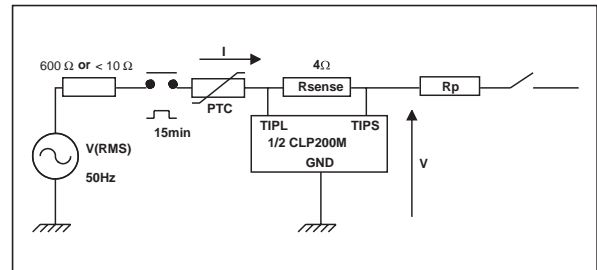 I
600 Ω or < 10 Ω
4Ω
Rsense
Rp
PTC
15min
TIPL TIPS
V(RMS)
1/2 CLP200M
GND
V
50Hz